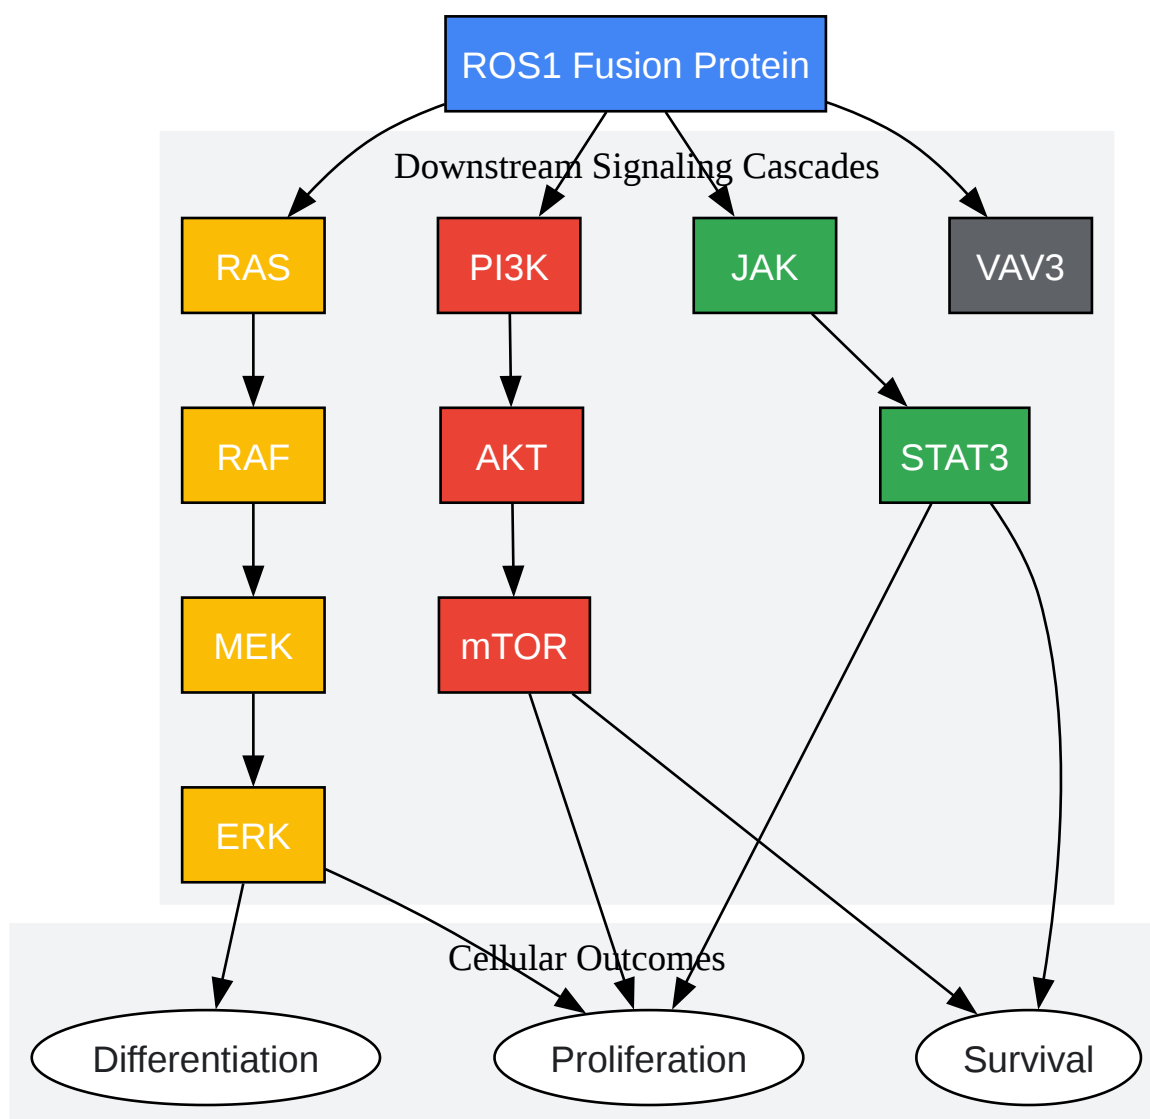 ROS1 Fusion Protein
Downstream Signaling Cascades
RAS
PI3K
JAK
VAV3
RAF
AKT
STAT3
MEK
mTOR
ERK
Cellular Outcomes
Differentiation
Proliferation
Survival